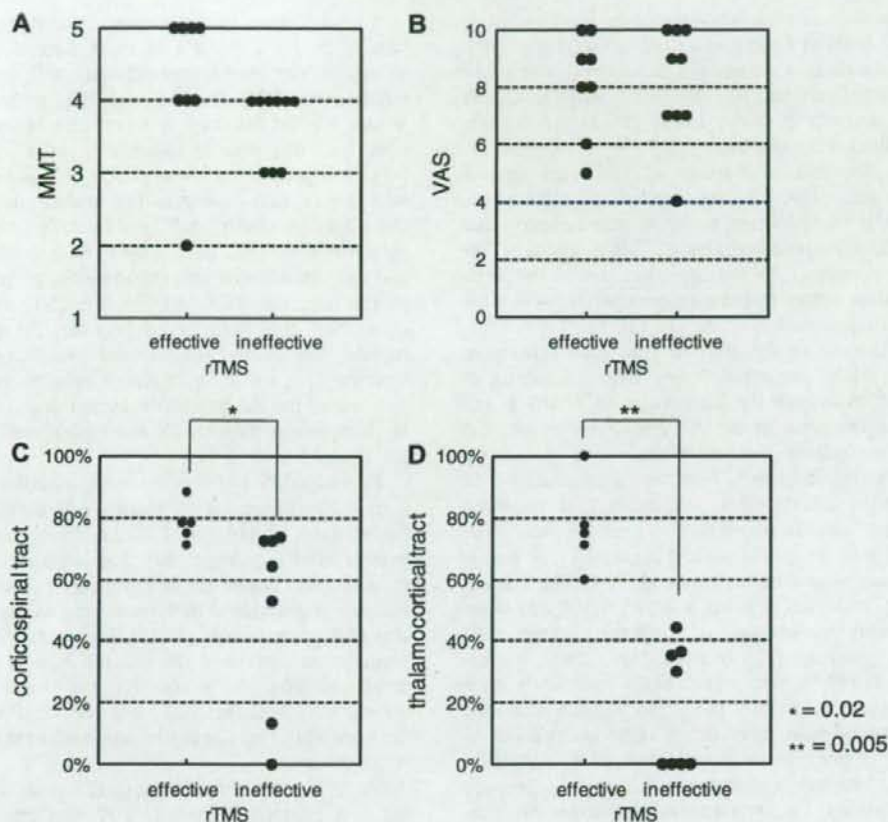 A
5
4
3
2
1
MMT
effective
ineffective
rTMS
B
10
8
6
4
2
0
VAS
effective
ineffective
rTMS
*
C
100%
80%
60%
40%
20%
0%
corticospinal tract
effective
ineffective
rTMS
**
D
100%
80%
60%
40%
20%
0%
thalamocortical tract
effective
ineffective
rTMS
* = 0.02
** = 0.005